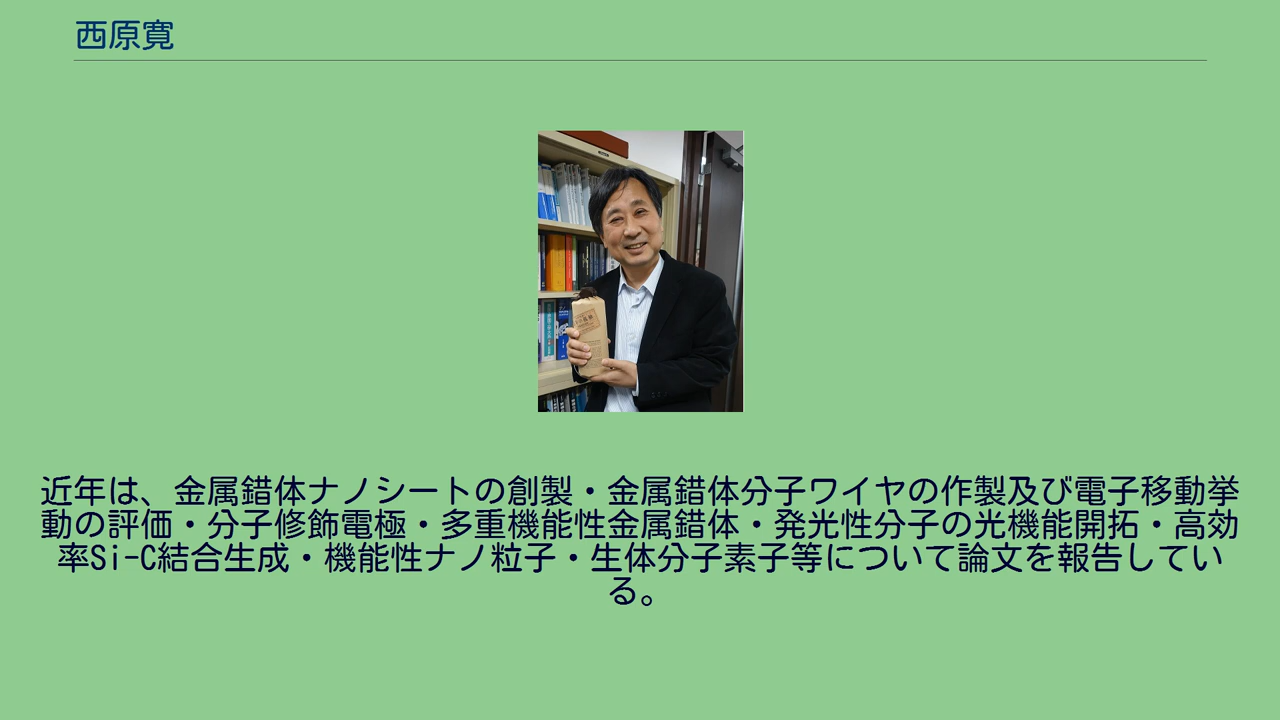 西原寛
近年は、金属錯体ナノシートの創製・金属錯体分子ワイヤの作製及び電子移動挙
動の評価・分子修飾電極・多重機能性金属錯体・発光性分子の光機能開拓・高効
率Si-C結合生成・機能性ナノ粒子・生体分子素子等について論文を報告してい
る。